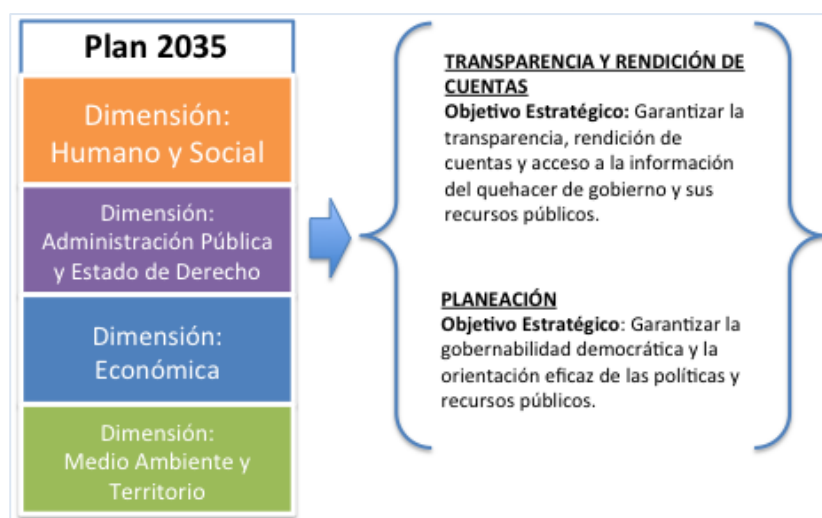 Plan 2035
Dimensión:
Humano y Social
Dimensión:
Administración Pública
y Estado de Derecho
Dimensión:
Económica
Dimensión:
Medio Ambiente y
Territorio
TRANSPARENCIA Y RENDICIÓN DE
CUENTAS
Objetivo Estratégico: Garantizar la
transparencia, rendición de
cuentas y acceso a la información
del quehacer de gobierno y sus
recursos públicos.
PLANEACIÓN
Objetivo Estratégico: Garantizar la
gobernabilidad democrática y la
orientación eficaz de las políticas y
recursos públicos.